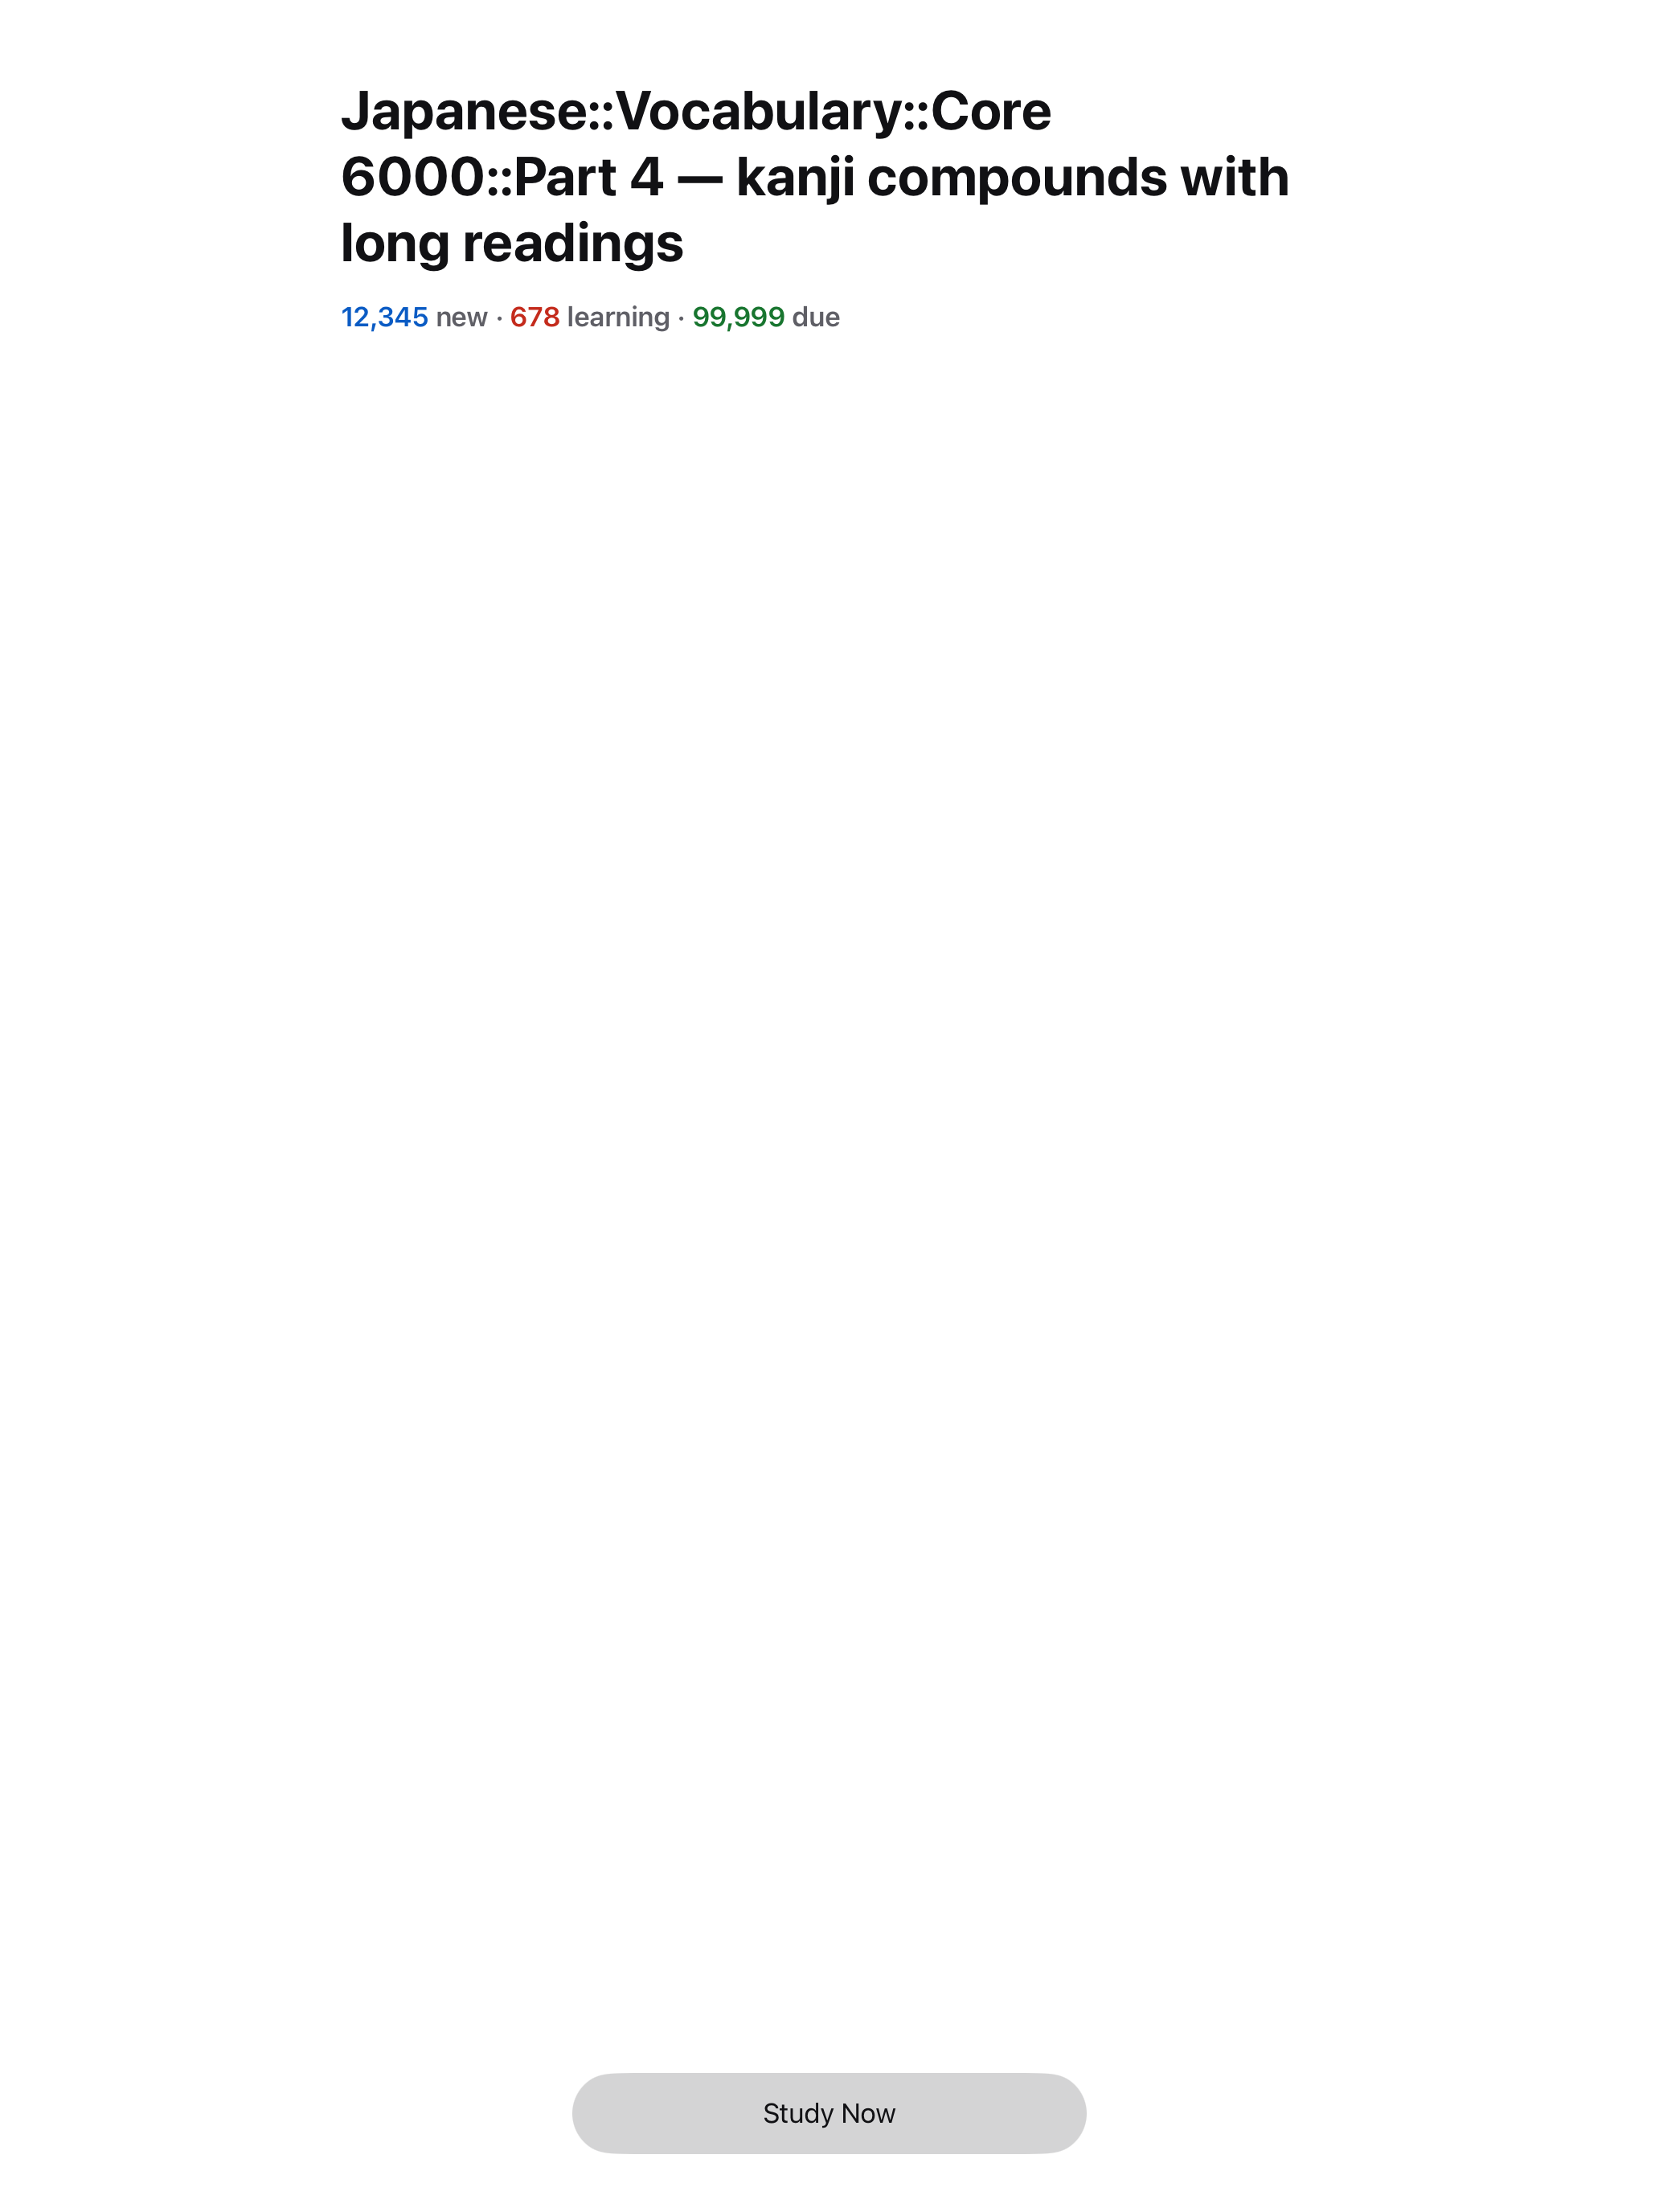 Japanese::Vocabulary::Core
6000::Part 4 — kanji compounds with
long readings
12,345 new · 678 learning · 99,999 due
Study Now